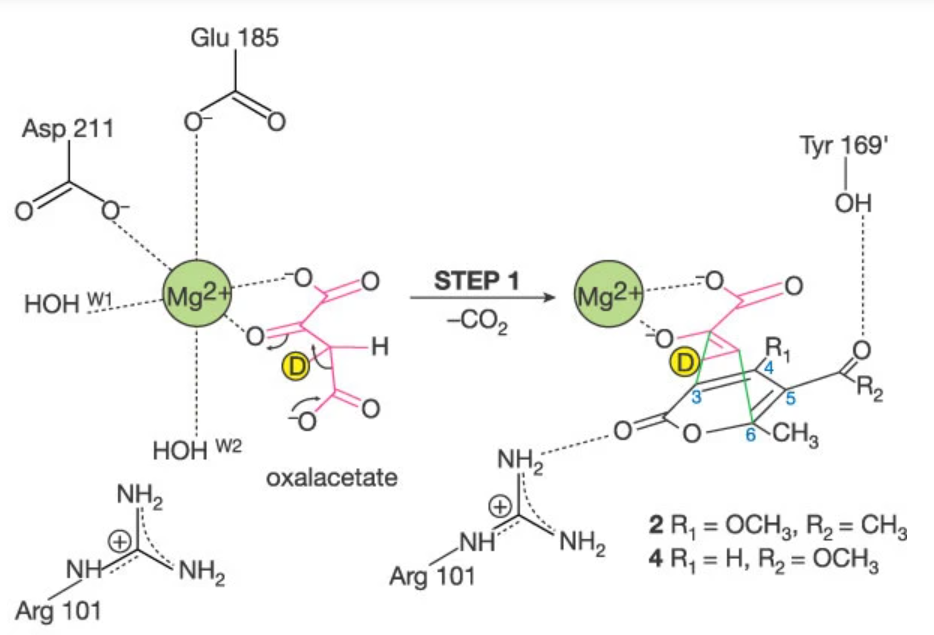 Glu 185
O⁻
O
Asp 211
O
O⁻
Tyr 169'
OH
HOH W1
Mg2+
⁻O
O
O
D
H
⁻O
O
HOH W2
oxalacetate
STEP 1
–CO₂
Mg2+
⁻O
O
⁻O
D
R₁
4
3
5
O
R₂
O
O
6
CH₃
NH₂
⊕
NH
NH₂
Arg 101
NH₂
⊕
NH
NH₂
Arg 101
2 R₁ = OCH₃, R₂ = CH₃
4 R₁ = H, R₂ = OCH₃